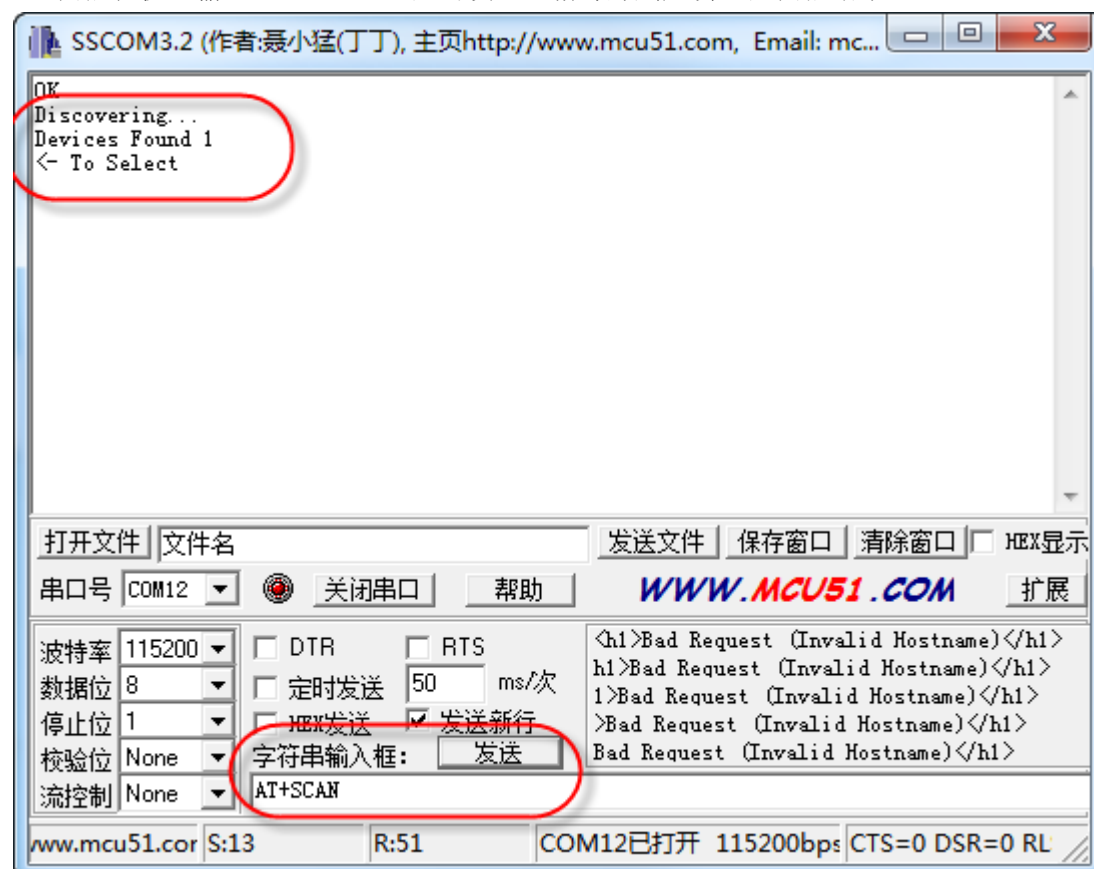 SSCOM3.2 (作者:聂小猛(丁丁), 主页http://www.mcu51.com, Email: mc...
OK
Discovering...
Devices Found 1
<- To Select
打开文件 文件名 发送文件 保存窗口 清除窗口 HEX显示
串口号 COM12 关闭串口 帮助 WWW.MCU51.COM 扩展
波特率 115200 DTR RTS
数据位 8 定时发送 50 ms/次
停止位 1 HEX发送 发送新行
校验位 None 字符串输入框: 发送
流控制 None AT+SCAN
<h1>Bad Request (Invalid Hostname)</h1>
h1>Bad Request (Invalid Hostname)</h1>
1>Bad Request (Invalid Hostname)</h1>
>Bad Request (Invalid Hostname)</h1>
Bad Request (Invalid Hostname)</h1>
www.mcu51.cor S:13 R:51 COM12已打开 115200bps CTS=0 DSR=0 RL